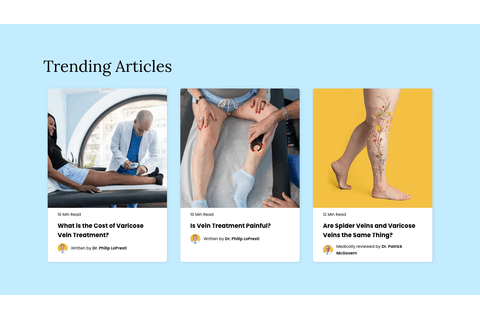 Trending Articles
10 Min Read
What is the Cost of Varicose
Vein Treatment?
Written by Dr. Philip LoPresti
10 Min Read
Is Vein Treatment Painful?
Written by Dr. Philip LoPresti
12 Min Read
Are Spider Veins and Varicose
Veins the Same Thing?
Medically reviewed by Dr. Patrick
McGovern